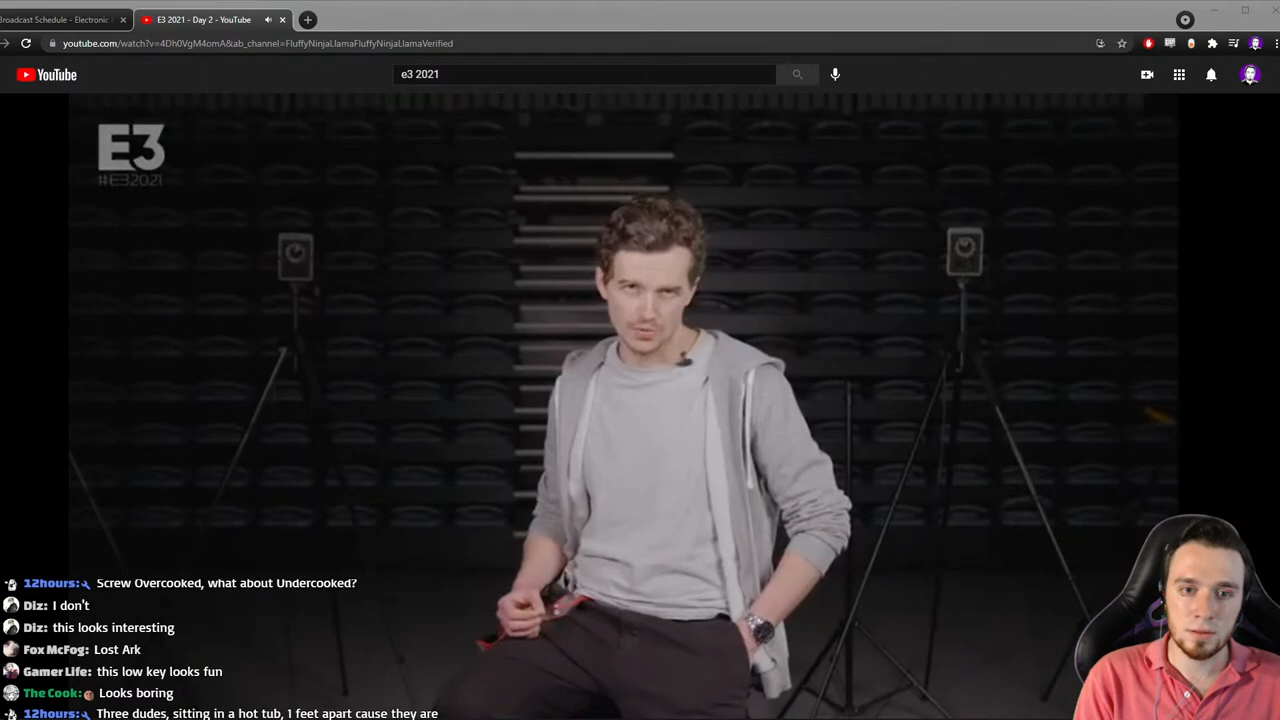 Broadcast Schedule - Electronic
E3 2021 - Day 2 - YouTube
youtube.com/watch?v=4Dh0VgM4omA&ab_channel=FluffyNinjaLlamaFluffyNinjaLlamaVerified
YouTube
e3 2021
E3
#E32021
12hours: Screw Overcooked, what about Undercooked?
Diz: I don't
Diz: this looks interesting
Fox McFog: Lost Ark
Gamer Life: this low key looks fun
The Cook: Looks boring
12hours: Three dudes, sitting in a hot tub, 1 feet apart cause they are